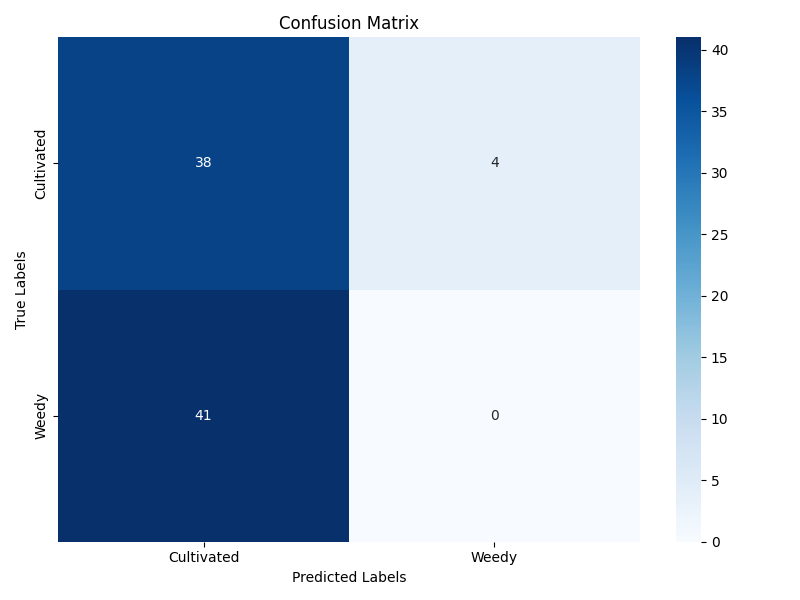 Confusion Matrix
Cultivated
Weedy
True Labels
38
4
41
0
Cultivated
Weedy
Predicted Labels
40
35
30
25
20
15
10
5
0